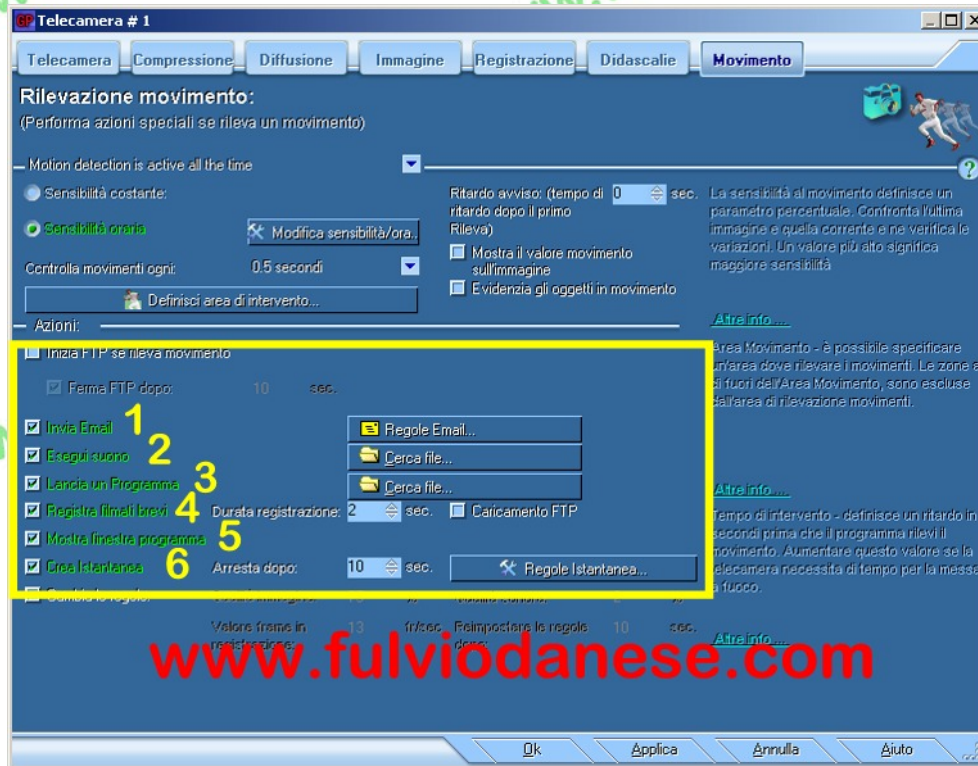 GP Telecamera # 1
Telecamera Compressione Diffusione Immagine Registrazione Didascalie Movimento
Rilevazione movimento:
(Performa azioni speciali se rileva un movimento)
Motion detection is active all the time
Sensibilità costante:
Sensibilità oraria
Modifica sensibilità/ora..
Controlla movimenti ogni: 0.5 secondi
Definisci area di intervento...
Ritardo avviso: (tempo di 0 sec.
ritardo dopo il primo
Rileva)
Mostra il valore movimento
sull'immagine
Evidenzia gli oggetti in movimento
La sensibilità al movimento definisce un
parametro percentuale. Confronta l'ultima
immagine e quella corrente e ne verifica le
variazioni. Un valore più alto significa
maggiore sensibilità
Altre info....
Azioni:
Inizia FTP se rileva movimento
Ferma FTP dopo: 10 sec.
Invia Email 1 Regole Email...
Esegui suono 2 Cerca file...
Lancia un Programma 3 Cerca file...
Registra filmati brevi 4 Durata registrazione: 2 sec. Caricamento FTP
Mostra finestra programma 5
Crea Istantanea 6 Arresta dopo: 10 sec. Regole Istantanea...
Cambia le regole:
Valore frame in 13 fr/sec Reimpostare le regole 10 sec.
registrazione: dopo:
Area Movimento - è possibile specificare
un'area dove rilevare i movimenti. Le zone a
di fuori dell'Area Movimento, sono escluse
dall'area di rilevazione movimenti.
Altre info....
Tempo di intervento - definisce un ritardo in
secondi prima che il programma rilevi il
movimento. Aumentare questo valore se la
telecamera necessita di tempo per la messa
a fuoco.
Altre info....
www.fulviodanese.com
Ok Applica Annulla Aiuto